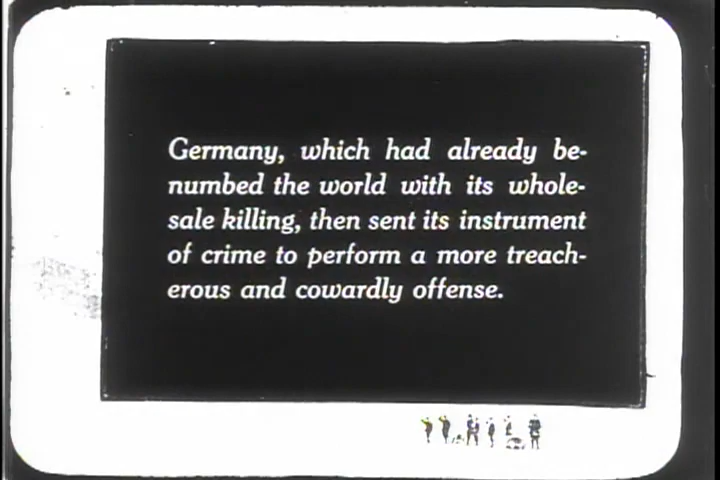 Germany, which had already be-
numbed the world with its whole-
sale killing, then sent its instrument
of crime to perform a more treach-
erous and cowardly offense.